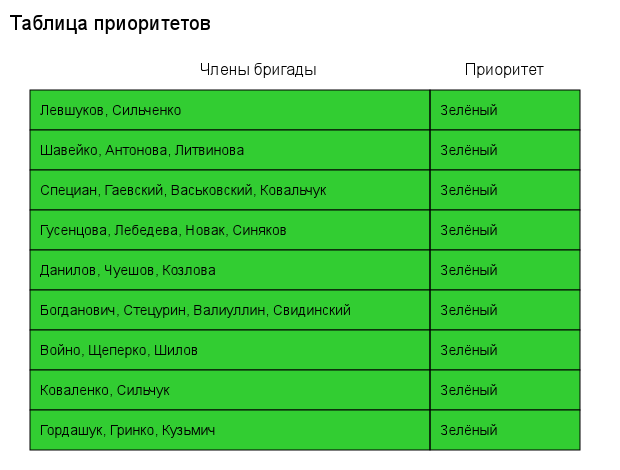 Таблица приоритетов
Члены бригады Приоритет
Левшуков, Сильченко Зелёный
Шавейко, Антонова, Литвинова Зелёный
Специан, Гаевский, Васьковский, Ковальчук Зелёный
Гусенцова, Лебедева, Новак, Синяков Зелёный
Данилов, Чуешов, Козлова Зелёный
Богданович, Стецурин, Валиуллин, Свидинский Зелёный
Войно, Щеперко, Шилов Зелёный
Коваленко, Сильчук Зелёный
Гордашук, Гринко, Кузьмич Зелёный